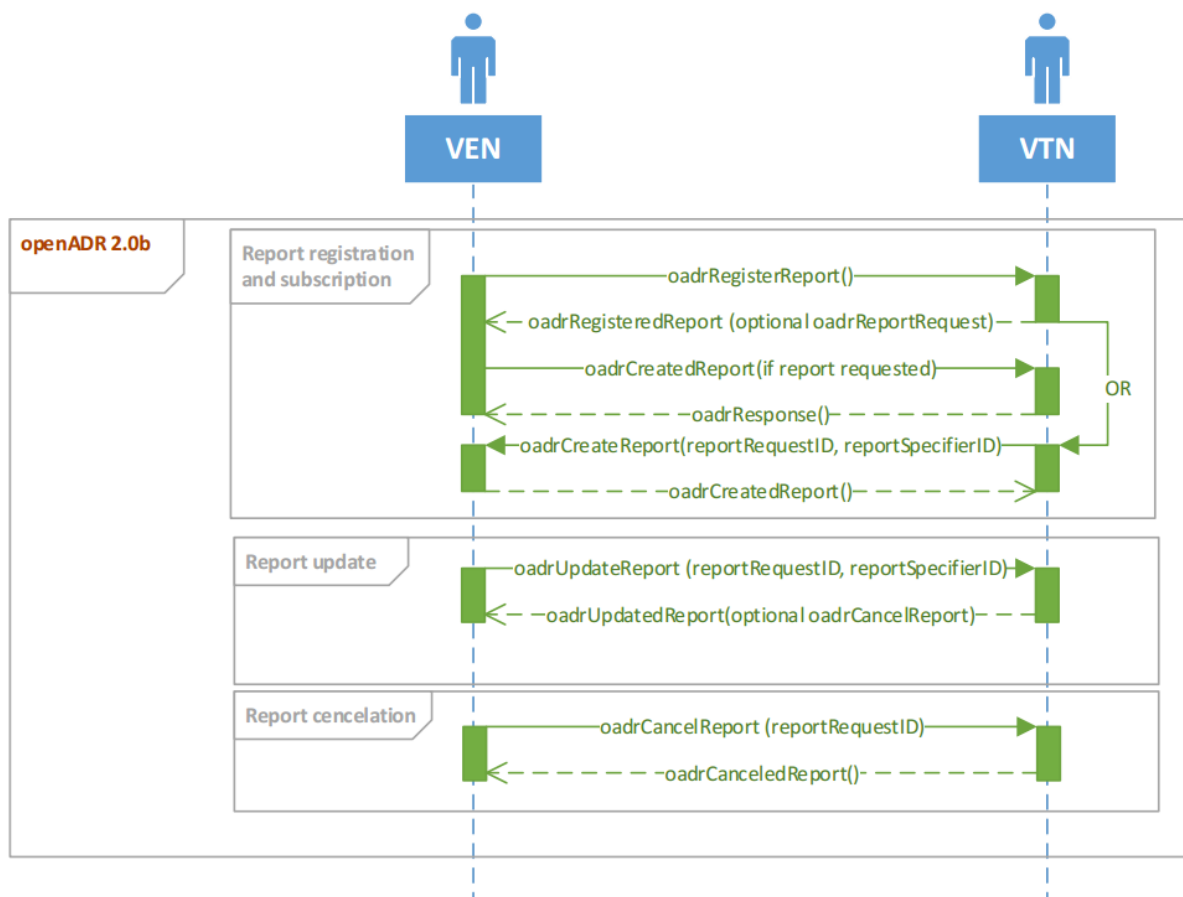 VEN
VTN
openADR 2.0b
Report registration
and subscription
oadrRegisterReport()
oadrRegisteredReport (optional oadrReportRequest)
oadrCreatedReport(if report requested)
OR
oadrResponse()
oadrCreateReport(reportRequestID, reportSpecifierID)
oadrCreatedReport()
Report update
oadrUpdateReport (reportRequestID, reportSpecifierID)
oadrUpdatedReport(optional oadrCancelReport)
Report cencelation
oadrCancelReport (reportRequestID)
oadrCanceledReport()